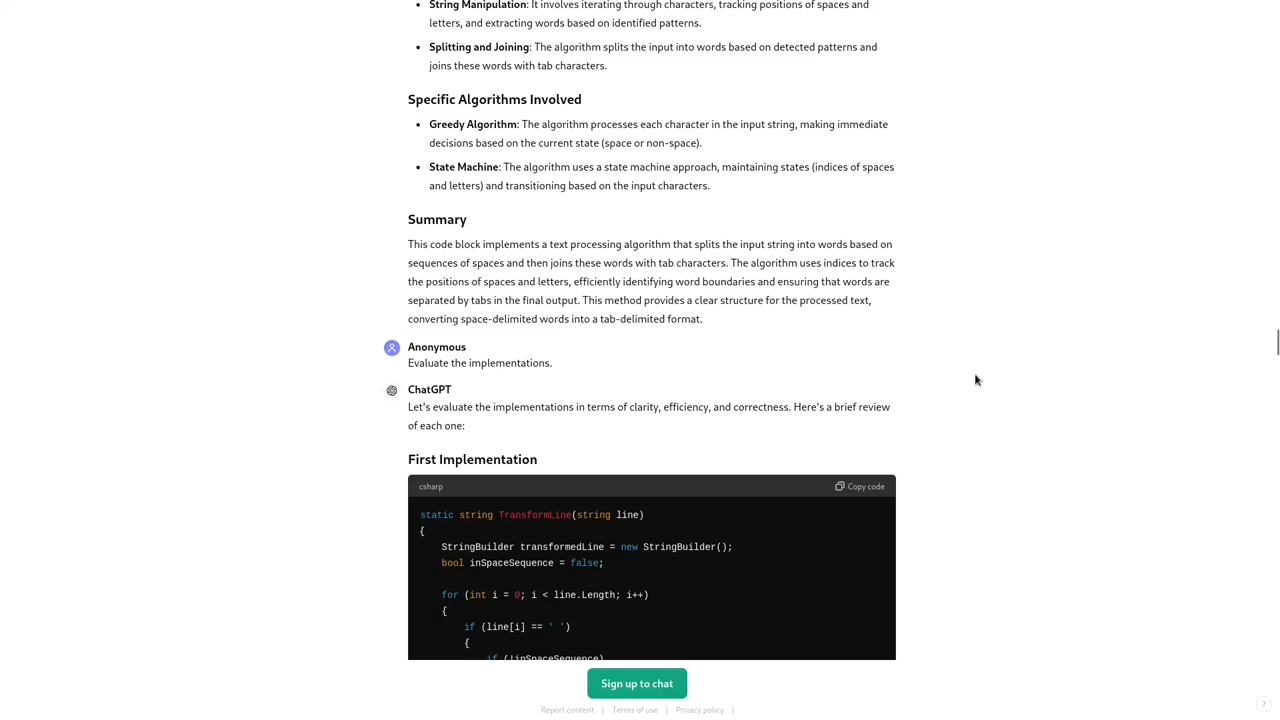 • String Manipulation: It involves iterating through characters, tracking positions of spaces and
letters, and extracting words based on identified patterns.
• Splitting and Joining: The algorithm splits the input into words based on detected patterns and
joins these words with tab characters.
Specific Algorithms Involved
• Greedy Algorithm: The algorithm processes each character in the input string, making immediate
decisions based on the current state (space or non-space).
• State Machine: The algorithm uses a state machine approach, maintaining states (indices of spaces
and letters) and transitioning based on the input characters.
Summary
This code block implements a text processing algorithm that splits the input string into words based on
sequences of spaces and then joins these words with tab characters. The algorithm uses indices to track
the positions of spaces and letters, efficiently identifying word boundaries and ensuring that words are
separated by tabs in the final output. This method provides a clear structure for the processed text,
converting space-delimited words into a tab-delimited format.
Anonymous
Evaluate the implementations.
ChatGPT
Let's evaluate the implementations in terms of clarity, efficiency, and correctness. Here's a brief review
of each one:
First Implementation
csharp Copy code
static string TransformLine(string line)
{
    StringBuilder transformedLine = new StringBuilder();
    bool inSpaceSequence = false;
    for (int i = 0; i < line.Length; i++)
    {
        if (line[i] == ' ')
        {
            if (!inSpaceSequence)
Sign up to chat
Report content | Terms of use | Privacy policy |
?